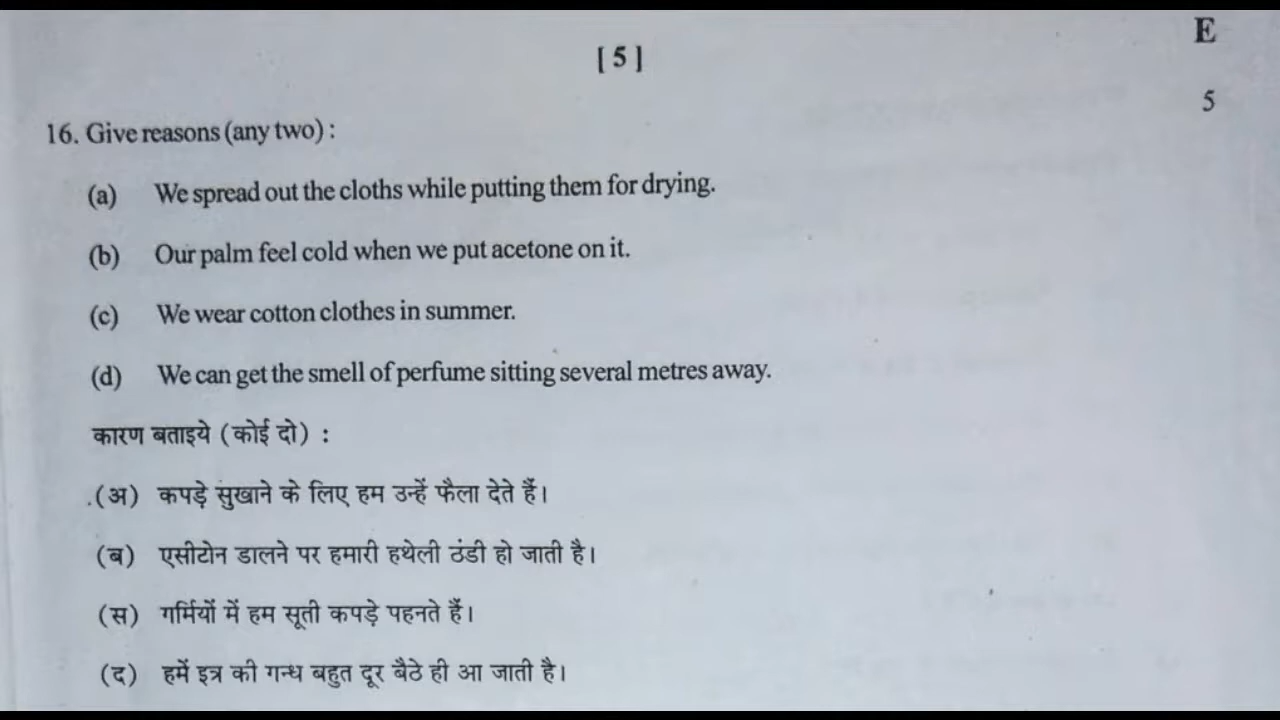 E
[ 5 ]
5
16. Give reasons (any two) :
(a) We spread out the cloths while putting them for drying.
(b) Our palm feel cold when we put acetone on it.
(c) We wear cotton clothes in summer.
(d) We can get the smell of perfume sitting several metres away.
कारण बताइये (कोई दो) :
(अ) कपड़े सुखाने के लिए हम उन्हें फैला देते हैं।
(ब) एसीटोन डालने पर हमारी हथेली ठंडी हो जाती है।
(स) गर्मियों में हम सूती कपड़े पहनते हैं।
(द) हमें इत्र की गन्ध बहुत दूर बैठे ही आ जाती है।